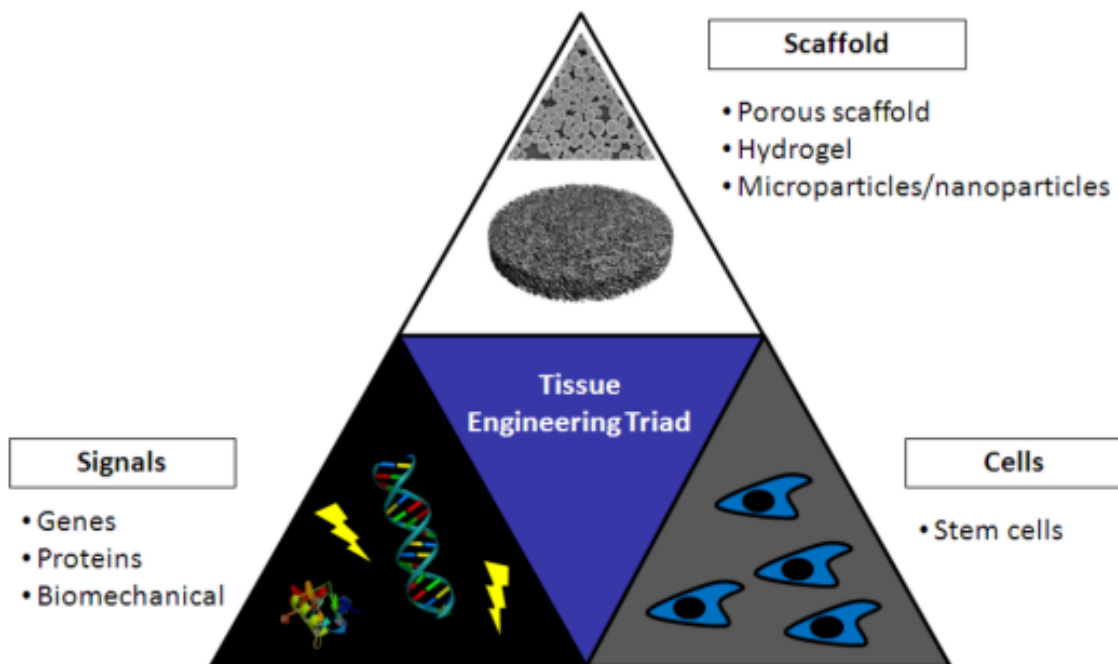 Scaffold
• Porous scaffold
• Hydrogel
• Microparticles/nanoparticles
Tissue
Engineering Triad
Signals
• Genes
• Proteins
• Biomechanical
Cells
• Stem cells